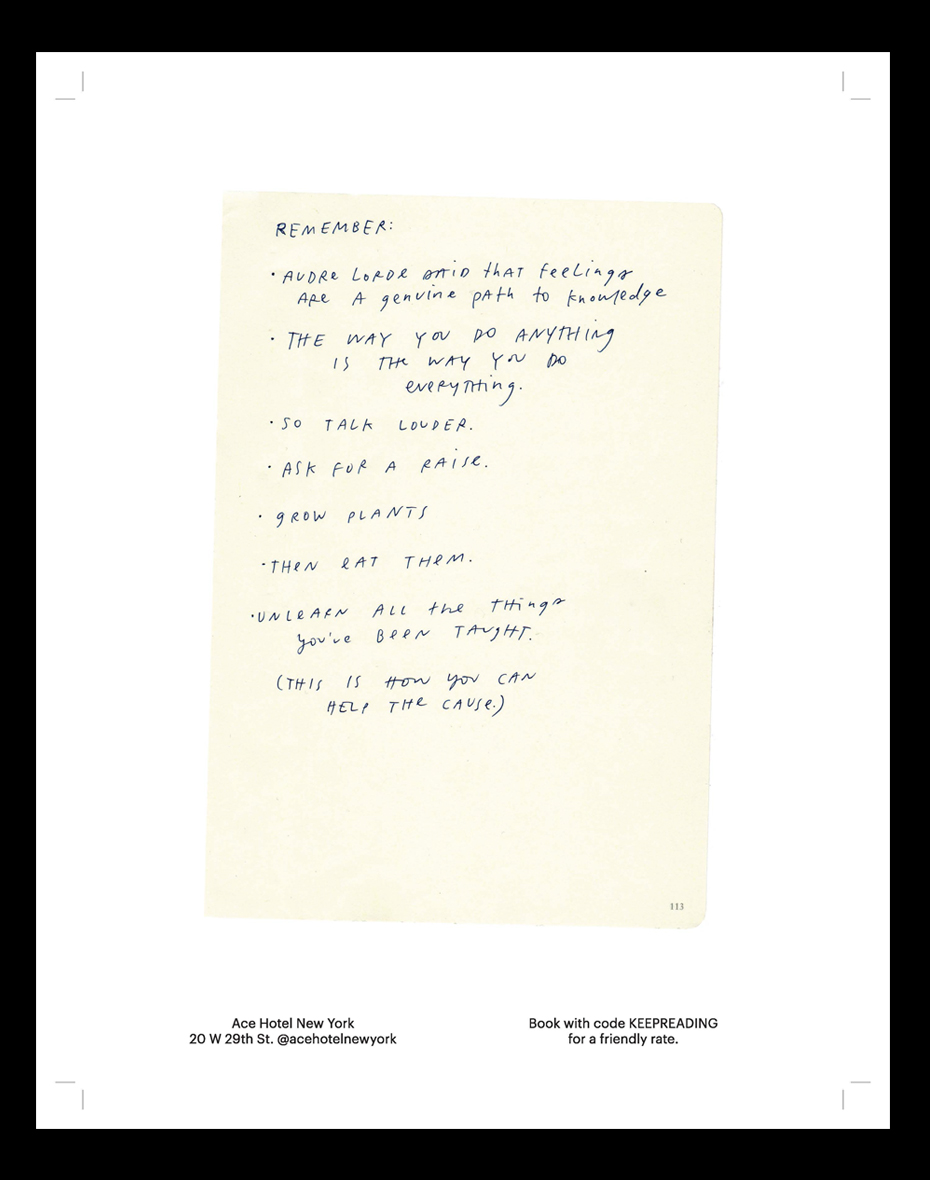 REMEMBER:
• AUDRe LORDe SAID thAT feelings
ARe A genuine pAth to knowledge
• THE WAY YOU DO ANYTHING
IS THe WAY YOU DO
eveRyTHing.
• SO TALK LOUDER.
• ASK FOR A RAISe.
• gROW PLANTS
• THeN eAT THeM.
• UNLeARN ALL the THings
you've BeeN TAUgHT.
(THIS IS HOW YOU CAN
HELP THe CAUSe.)
113
Ace Hotel New York
20 W 29th St. @acehotelnewyork
Book with code KEEPREADING
for a friendly rate.